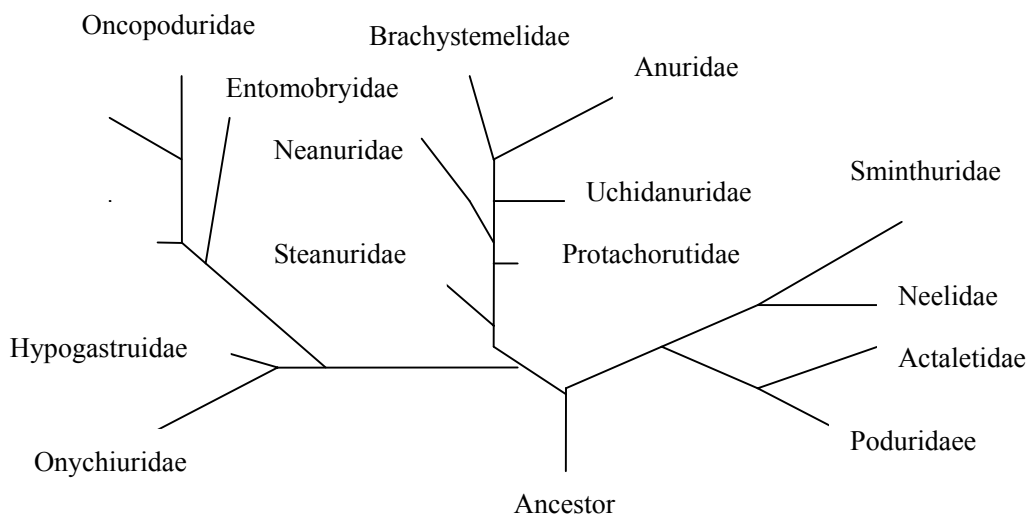 Oncopoduridae
Brachystemelidae
Anuridae
Entomobryidae
Neanuridae
Sminthuridae
Uchidanuridae
Steanuridae
Protachorutidae
Neelidae
Hypogastruidae
Actaletidae
Poduridaee
Onychiuridae
Ancestor